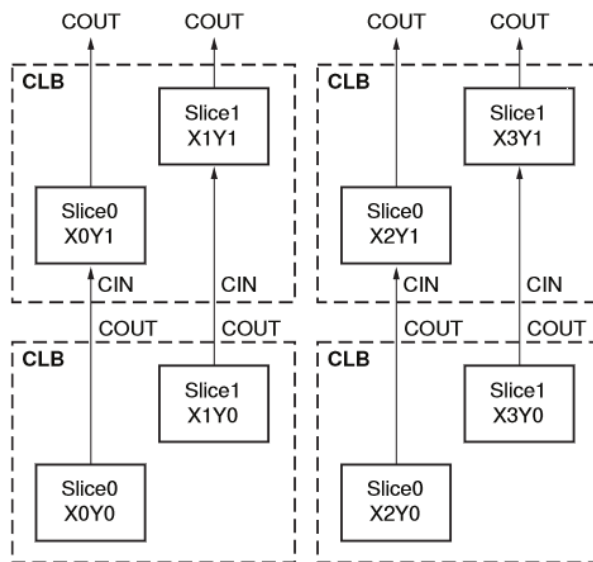 COUT COUT COUT COUT
CLB CLB
Slice1 Slice1
X1Y1 X3Y1
Slice0 Slice0
X0Y1 X2Y1
CIN CIN CIN CIN
COUT COUT COUT COUT
CLB CLB
Slice1 Slice1
X1Y0 X3Y0
Slice0 Slice0
X0Y0 X2Y0